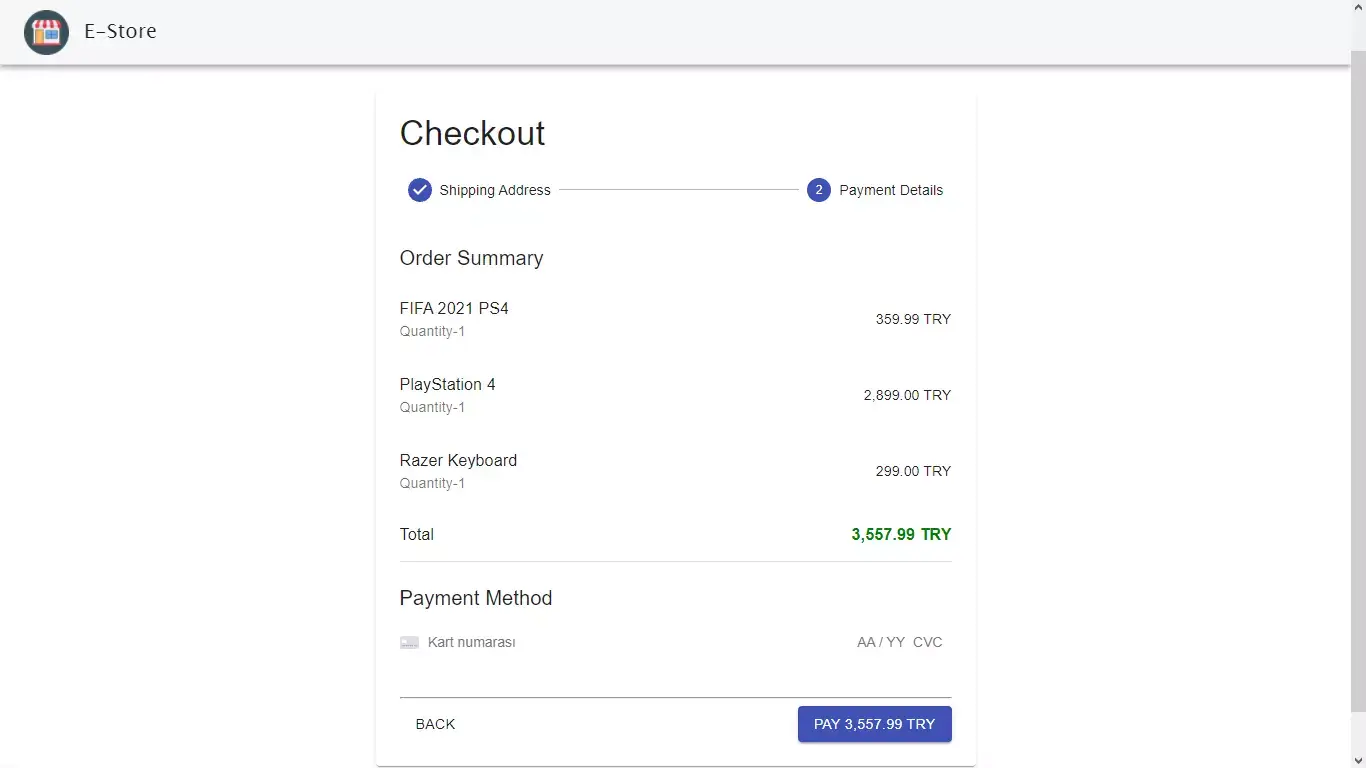 E-Store
Checkout
Shipping Address
2 Payment Details
Order Summary
FIFA 2021 PS4
Quantity-1
359.99 TRY
PlayStation 4
Quantity-1
2,899.00 TRY
Razer Keyboard
Quantity-1
299.00 TRY
Total 3,557.99 TRY
Payment Method
Kart numarası AA / YY CVC
BACK PAY 3,557.99 TRY